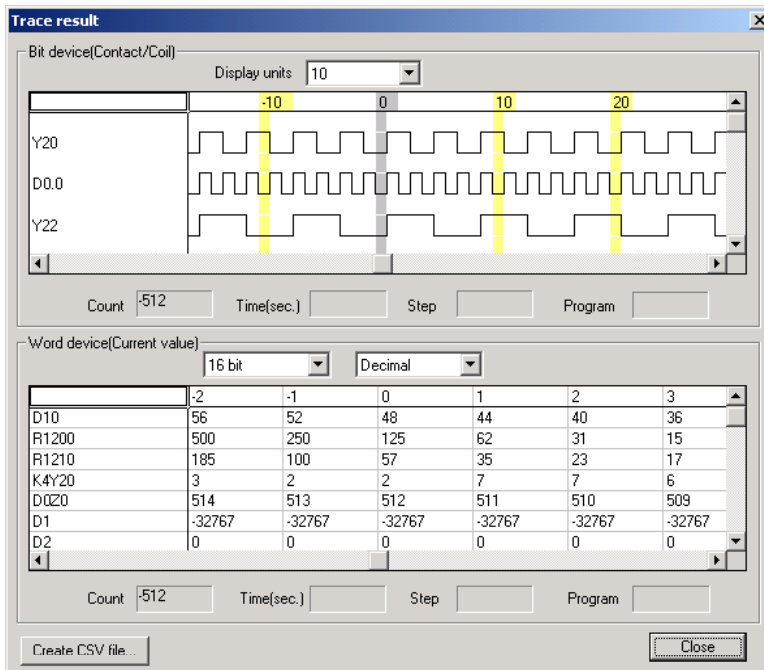 Trace result
Bit device(Contact/Coil)
Display units 10
-10 0 10 20
Y20
D0.0
Y22
Count -512 Time(sec.) Step Program
Word device(Current value)
16 bit Decimal
-2 -1 0 1 2 3
D10 56 52 48 44 40 36
R1200 500 250 125 62 31 15
R1210 185 100 57 35 23 17
K4Y20 3 2 2 7 7 6
D0Z0 514 513 512 511 510 509
D1 -32767 -32767 -32767 -32767 -32767 -32767
D2 0 0 0 0 0 0
Count -512 Time(sec.) Step Program
Create CSV file... Close